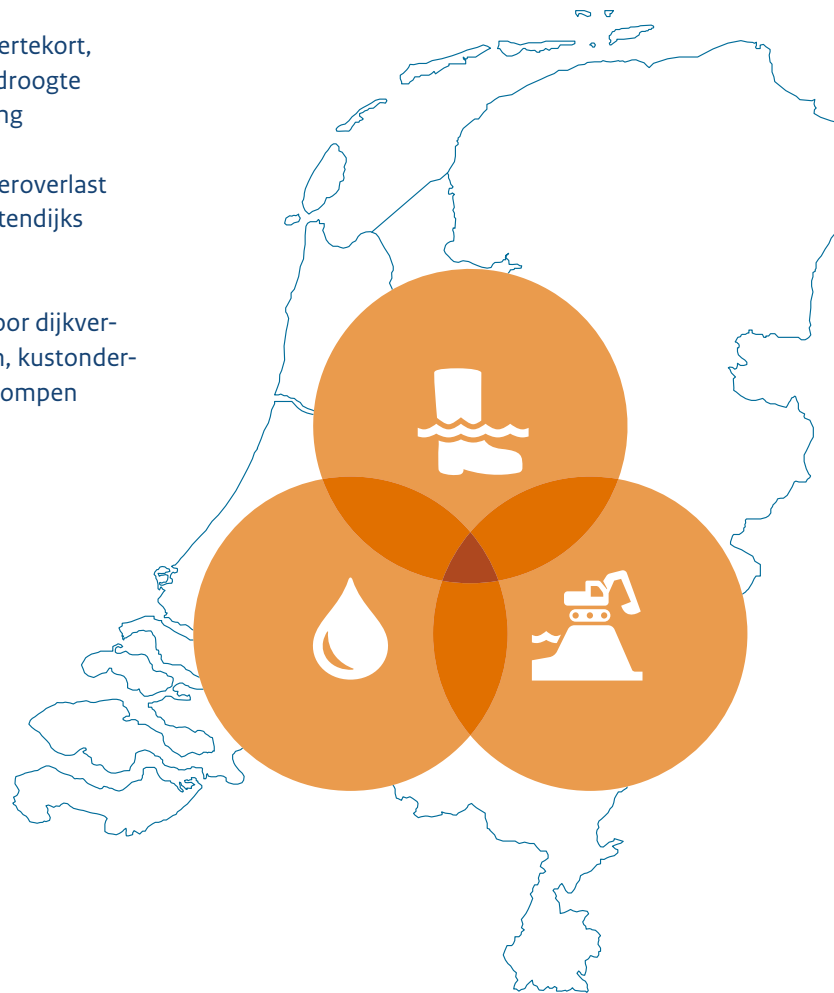 ertekort,
droogte
ng
eroverlast
tendijks
oor dijkver-
n, kustonder-
ompen